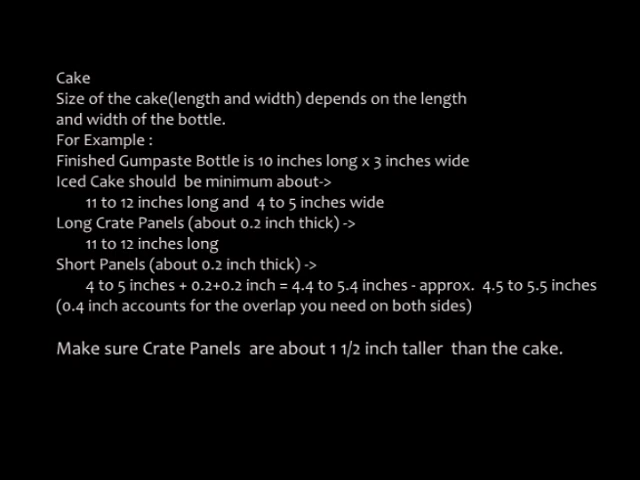 Cake
Size of the cake(length and width) depends on the length
and width of the bottle.
For Example :
Finished Gumpaste Bottle is 10 inches long x 3 inches wide
Iced Cake should  be minimum about->
11 to 12 inches long and  4 to 5 inches wide
Long Crate Panels (about 0.2 inch thick) ->
11 to 12 inches long
Short Panels (about 0.2 inch thick) ->
4 to 5 inches + 0.2+0.2 inch = 4.4 to 5.4 inches - approx.  4.5 to 5.5 inches
(0.4 inch accounts for the overlap you need on both sides)
Make sure Crate Panels  are about 1 1/2 inch taller  than the cake.